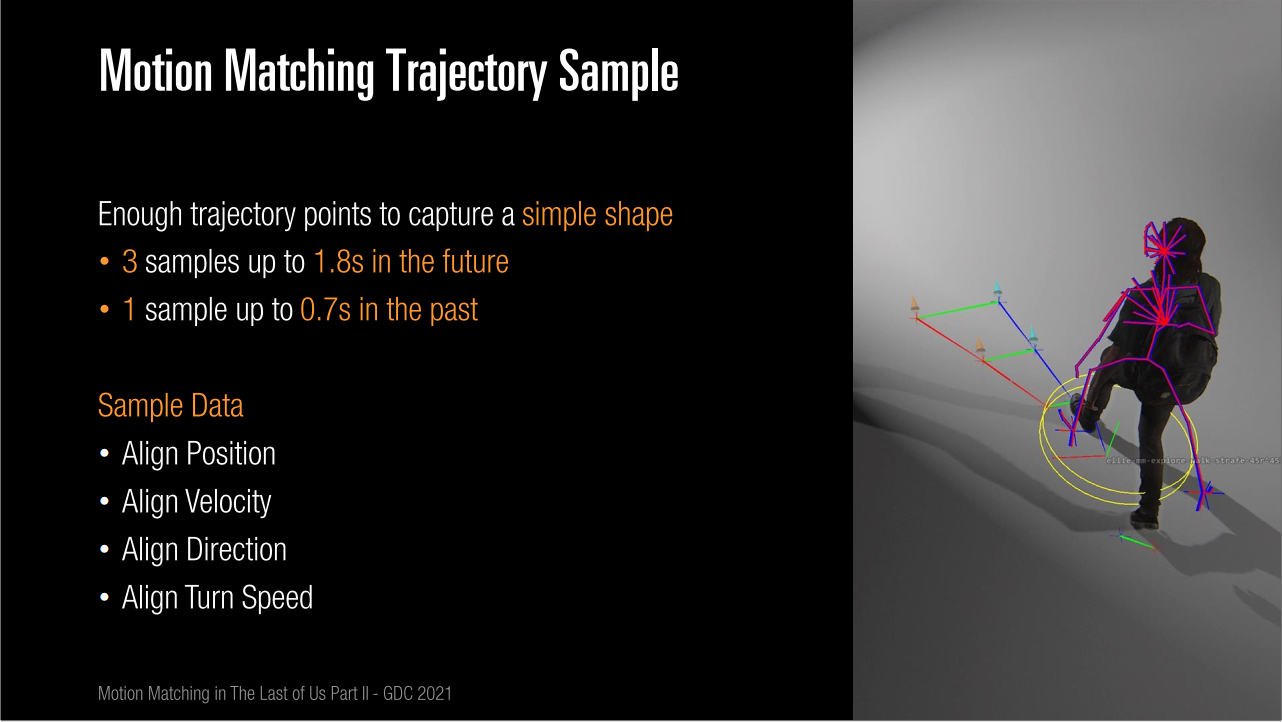 Motion Matching Trajectory Sample
Enough trajectory points to capture a simple shape
• 3 samples up to 1.8s in the future
• 1 sample up to 0.7s in the past
Sample Data
• Align Position
• Align Velocity
• Align Direction
• Align Turn Speed
ellie-mm-explore walk-strafe-45r-45
Motion Matching in The Last of Us Part II - GDC 2021